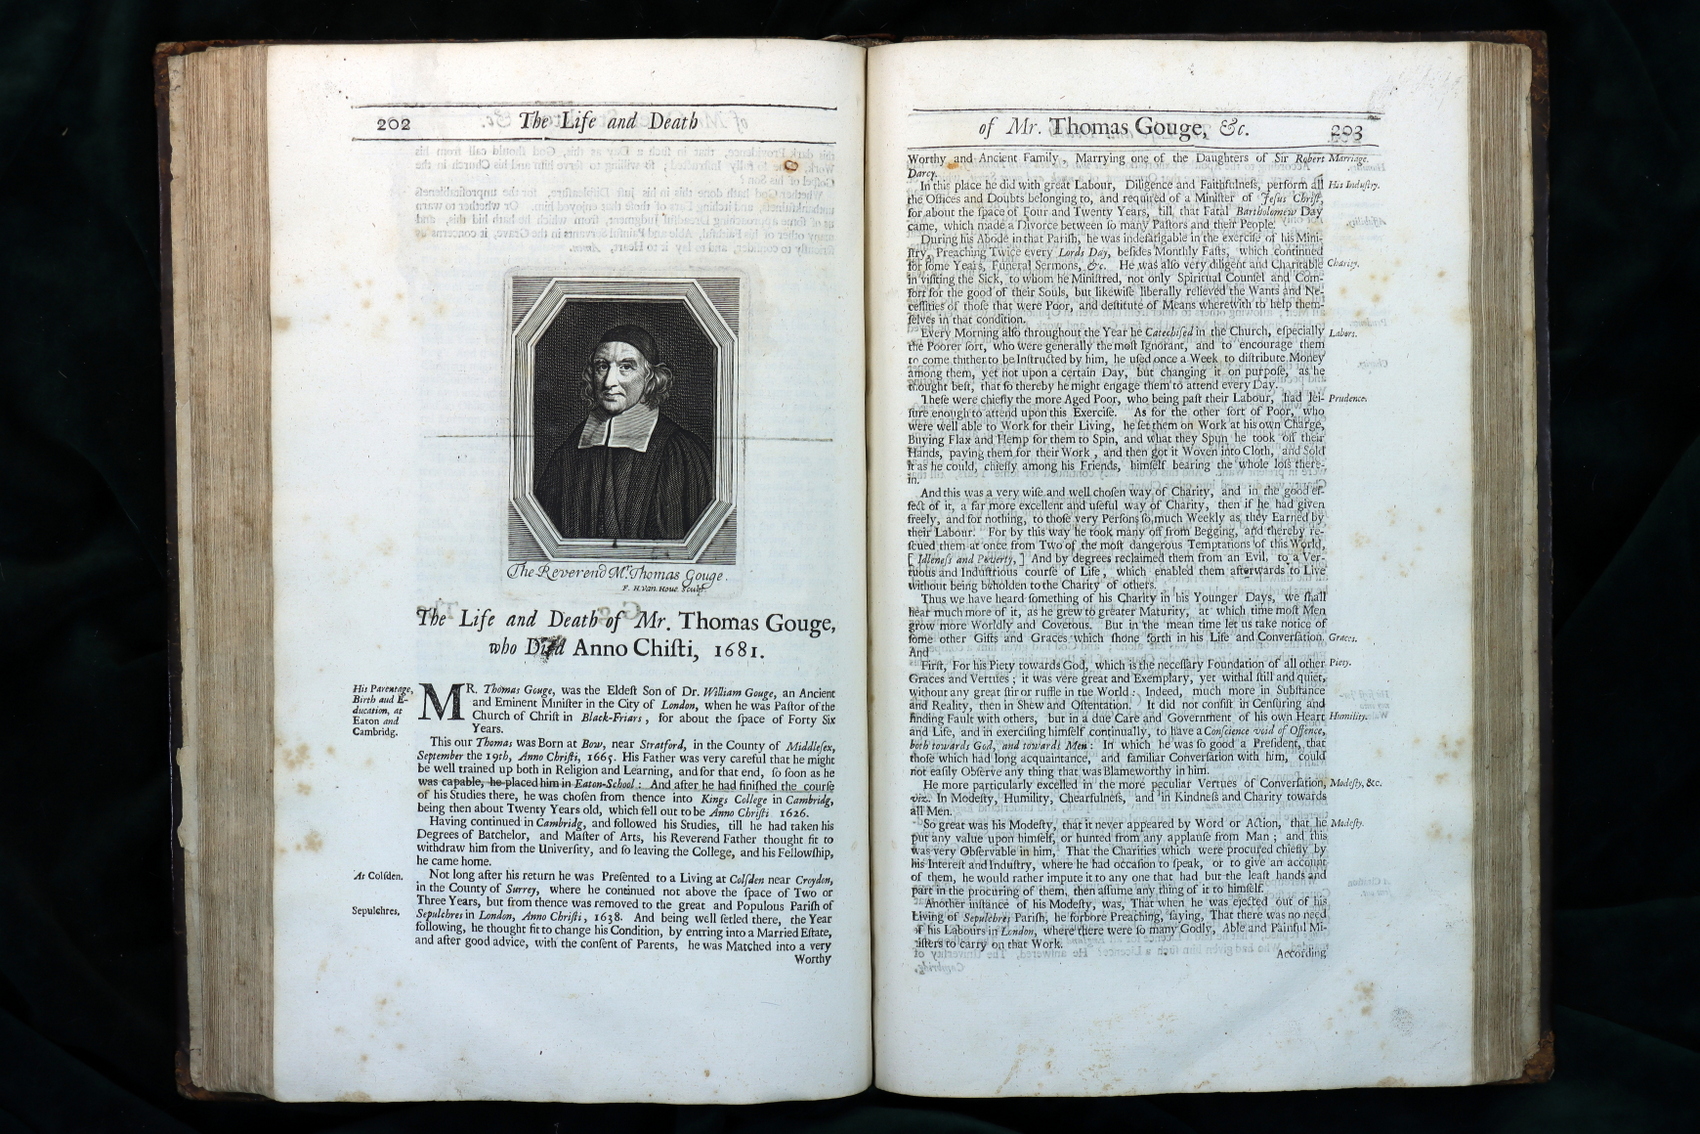 202
The Life and Death
The Reverend Mr. Thomas Gouge.
F. H. Van Houe Sculp.
The Life and Death of Mr. Thomas Gouge,
who Died Anno Chiſti, 1681.
His Parentage,
Birth and E-
ducation, at
Eaton and
Cambridg.
MR. Thomas Gouge, was the Eldeſt Son of Dr. William Gouge, an Ancient
and Eminent Miniſter in the City of London, when he was Paſtor of the
Church of Chriſt in Black-Friars, for about the ſpace of Forty Six
Years.
This our Thomas was Born at Bow, near Stratford, in the County of Middleſex,
September the 19th, Anno Chriſti, 1665. His Father was very careful that he might
be well trained up both in Religion and Learning, and for that end, ſo ſoon as he
was capable, he placed him in Eaton-School: And after he had finiſhed the courſe
of his Studies there, he was choſen from thence into Kings College in Cambridg,
being then about Twenty Years old, which fell out to be Anno Chriſti 1626.
Having continued in Cambridg, and followed his Studies, till he had taken his
Degrees of Batchelor, and Maſter of Arts, his Reverend Father thought fit to
withdraw him from the Univerſity, and ſo leaving the College, and his Fellowſhip,
he came home.
At Colſden.
Not long after his return he was Preſented to a Living at Colſden near Croydon,
in the County of Surrey, where he continued not above the ſpace of Two or
Three Years, but from thence was removed to the great and Populous Pariſh of
Sepulchres,
Sepulchres in London, Anno Chriſti, 1638. And being well ſetled there, the Year
following, he thought fit to change his Condition, by entring into a Married Eſtate,
and after good advice, with the conſent of Parents, he was Matched into a very
Worthy
of Mr. Thomas Gouge, &c.
203
Worthy and Ancient Family, Marrying one of the Daughters of Sir Robert
Marriage.
Darcy.
In this place he did with great Labour, Diligence and Faithfulneſs, perform all
His Induſtry.
the Offices and Doubts belonging to, and required of a Miniſter of Jeſus Chriſt,
for about the ſpace of Four and Twenty Years, till that Fatal Bartholomew Day
came, which made a Divorce between ſo many Paſtors and their People.
During his Abode in that Pariſh, he was indefatigable in the exerciſe of his Mini-
ſtry, Preaching Twice every Lords Day, beſides Monthly Faſts, which continued
for ſome Years, Funeral Sermons, &c. He was alſo very diligent and Charitable
Charity.
in viſiting the Sick, to whom he Miniſtred, not only Spiritual Counſel and Com-
fort for the good of their Souls, but likewiſe liberally relieved the Wants and Ne-
ceſſities of thoſe that were Poor, and deſtitute of Means wherewith to help them-
ſelves in that condition.
Every Morning alſo throughout the Year he Catechiſed in the Church, eſpecially
Labors.
the Poorer ſort, who were generally the moſt Ignorant, and to encourage them
to come thither to be Inſtructed by him, he uſed once a Week to diſtribute Money
among them, yet not upon a certain Day, but changing it on purpoſe, as he
thought beſt, that ſo thereby he might engage them to attend every Day.
Theſe were chiefly the more Aged Poor, who being paſt their Labour, had lei-
Prudence.
ſure enough to attend upon this Exerciſe. As for the other ſort of Poor, who
were well able to Work for their Living, he ſet them on Work at his own Charge,
Buying Flax and Hemp for them to Spin, and what they Spun he took off their
Hands, paying them for their Work, and then got it Woven into Cloth, and Sold
it as he could, chiefly among his Friends, himſelf bearing the whole loſs there-
in.
And this was a very wiſe and well choſen way of Charity, and in the good ef-
fect of it, a far more excellent and uſeful way of Charity, then if he had given
freely, and for nothing, to thoſe very Perſons ſo much Weekly as they Earned by
their Labour: For by this way he took many off from Begging, and thereby re-
ſcued them at once from Two of the moſt dangerous Temptations of this World,
[Idleneſs and Poverty,] And by degrees reclaimed them from an Evil, to a Ver-
tuous and Induſtrious courſe of Life, which enabled them afterwards to Live
without being beholden to the Charity of others.
Thus we have heard ſomething of his Charity in his Younger Days, we ſhall
hear much more of it, as he grew to greater Maturity, at which time moſt Men
grow more Worldly and Covetous. But in the mean time let us take notice of
ſome other Gifts and Graces which ſhone forth in his Life and Converſation,
Graces.
And
Firſt, For his Piety towards God, which is the neceſſary Foundation of all other
Piety.
Graces and Vertues; it was vere great and Exemplary, yet withal ſtill and quiet,
without any great ſtir or ruffle in the World: Indeed, much more in Subſtance
and Reality, then in Shew and Oſtentation. It did not conſiſt in Cenſuring and
finding Fault with others, but in a due Care and Government of his own Heart
Humility.
and Life, and in exerciſing himſelf continually, to have a Conſcience void of Offence,
both towards God, and towards Men: In which he was ſo good a Preſident, that
thoſe which had long acquaintance, and familiar Converſation with him, could
not eaſily Obſerve any thing that was Blameworthy in him.
He more particularly excelled in the more peculiar Vertues of Converſation,
Modeſty, &c.
viz. In Modeſty, Humility, Chearfulneſs, and in Kindneſs and Charity towards
all Men.
So great was his Modeſty, that it never appeared by Word or Action, that he
Modeſty.
put any value upon himſelf, or hunted from any applauſe from Man; and this
was very Obſervable in him, That the Charities which were procured chiefly by
his Intereſt and Induſtry, where he had occaſion to ſpeak, or to give an account
of them, he would rather impute it to any one that had but the leaſt hands and
part in the procuring of them, then aſſume any thing of it to himſelf.
Another inſtance of his Modeſty, was, That when he was ejected out of his
Living of Sepulchres Pariſh, he forbore Preaching, ſaying, That there was no need
f his Labours in London, where there were ſo many Godly, Able and Painful Mi-
niſters to carry on that Work.
According